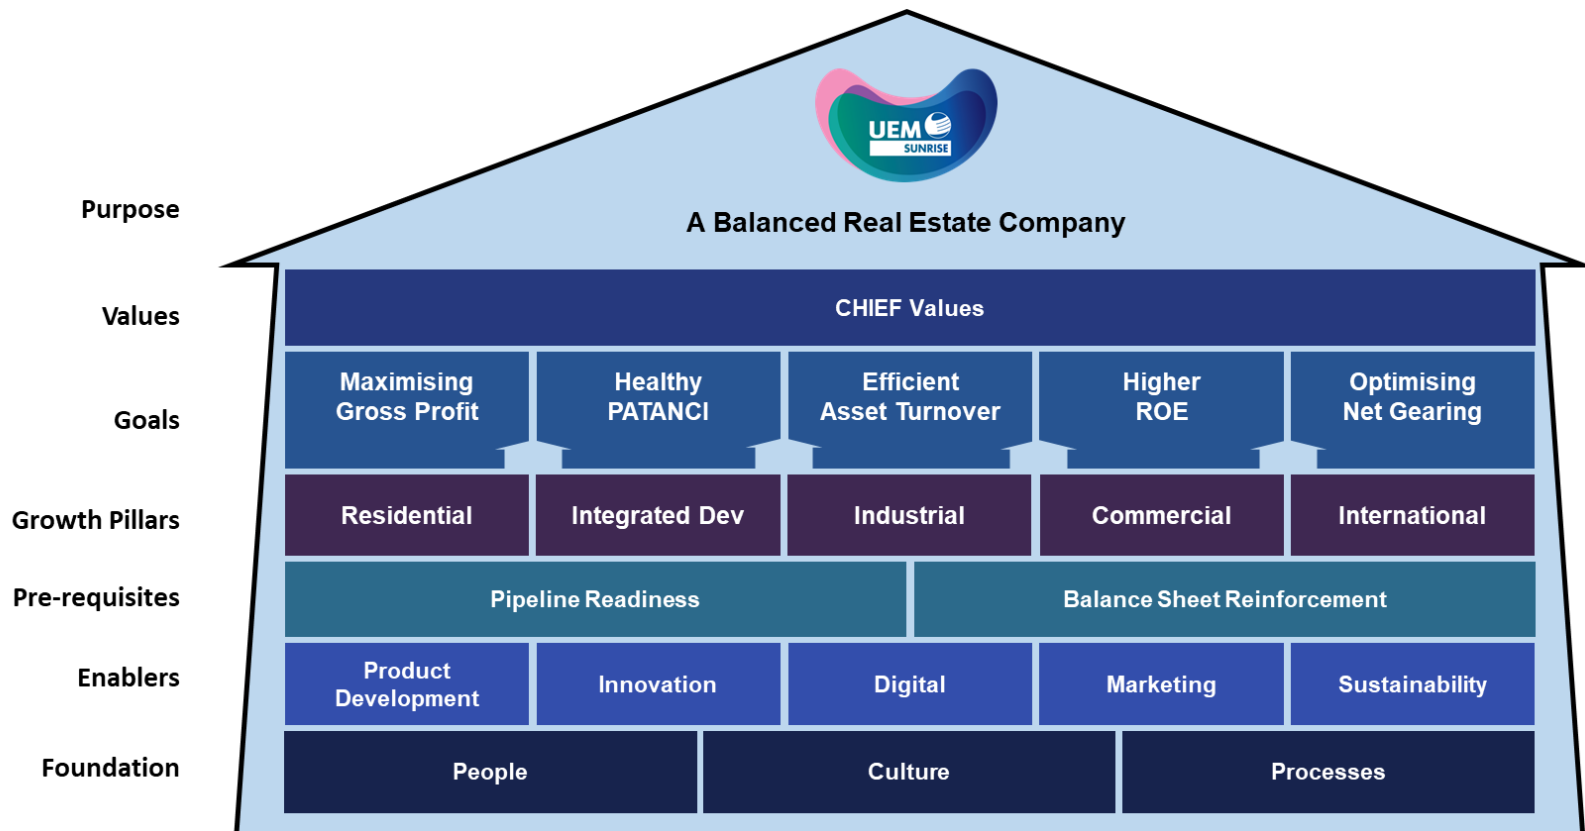 UEM
SUNRISE
Purpose
A Balanced Real Estate Company
Values
CHIEF Values
Goals
Maximising
Gross Profit
Healthy
PATANCI
Efficient
Asset Turnover
Higher
ROE
Optimising
Net Gearing
Growth Pillars
Residential
Integrated Dev
Industrial
Commercial
International
Pre-requisites
Pipeline Readiness
Balance Sheet Reinforcement
Enablers
Product
Development
Innovation
Digital
Marketing
Sustainability
Foundation
People
Culture
Processes